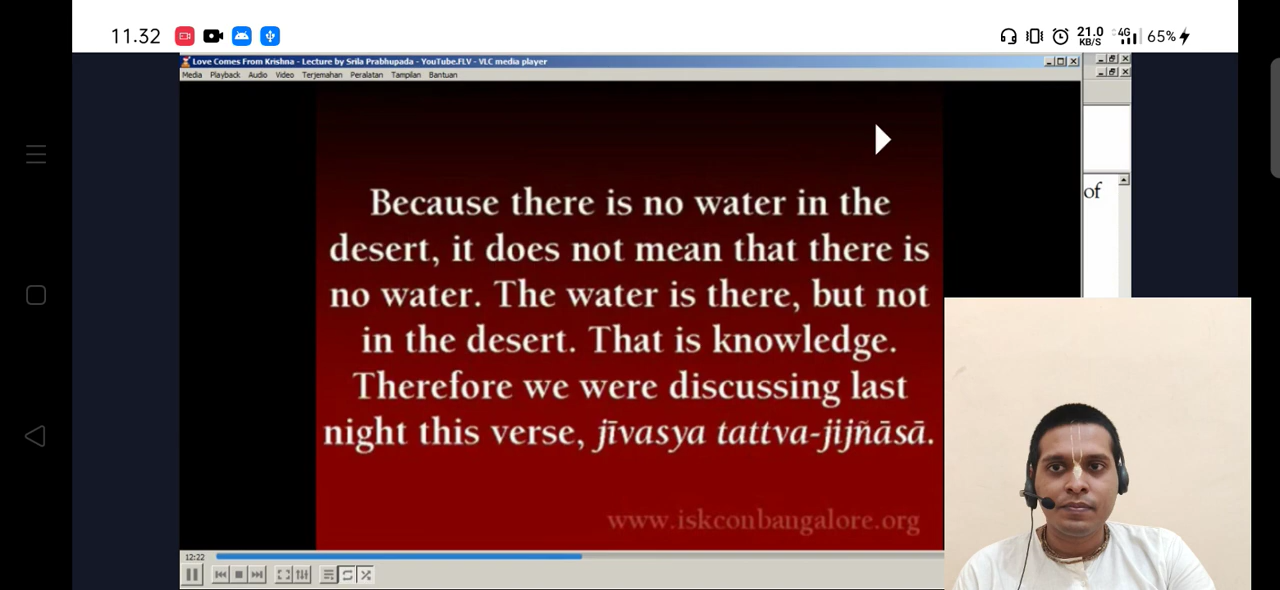 11.32
21.0
KB/S
4G
65%
Love Comes From Krishna - Lecture by Srila Prabhupada - YouTube.FLV - VLC media player
Media Playback Audio Video Terjemahan Peralatan Tampilan Bantuan
Because there is no water in the
desert, it does not mean that there is
no water. The water is there, but not
in the desert. That is knowledge.
Therefore we were discussing last
night this verse, jīvasya tattva-jijñāsā.
of
www.iskconbangalore.org
12:22